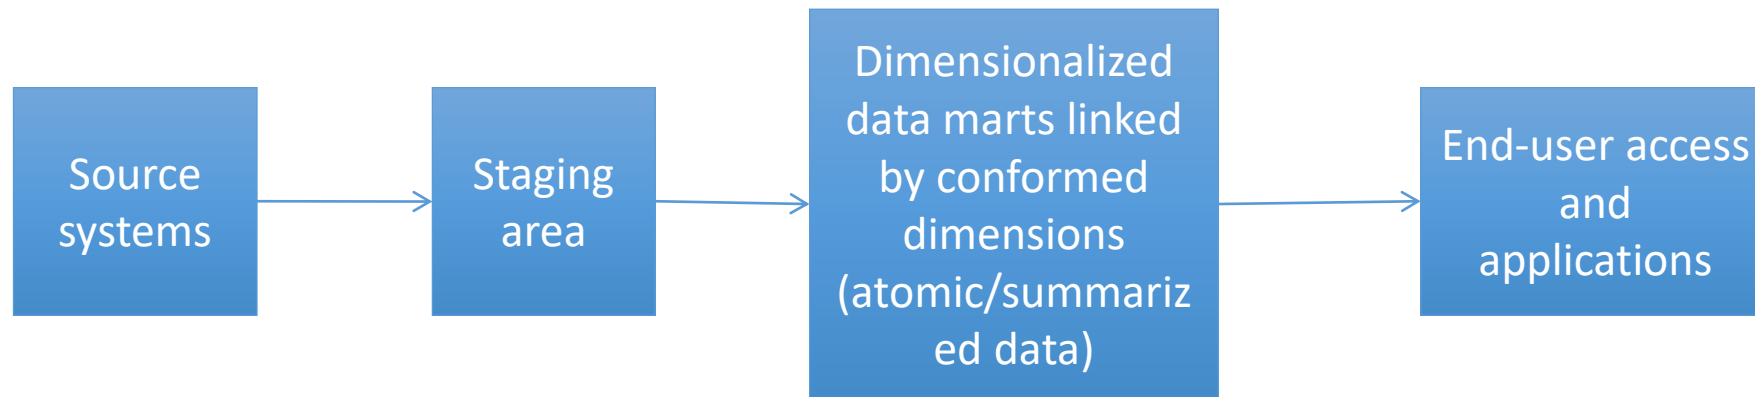 Source
systems
Staging
area
Dimensionalized
data marts linked
by conformed
dimensions
(atomic/summariz
ed data)
End-user access
and
applications